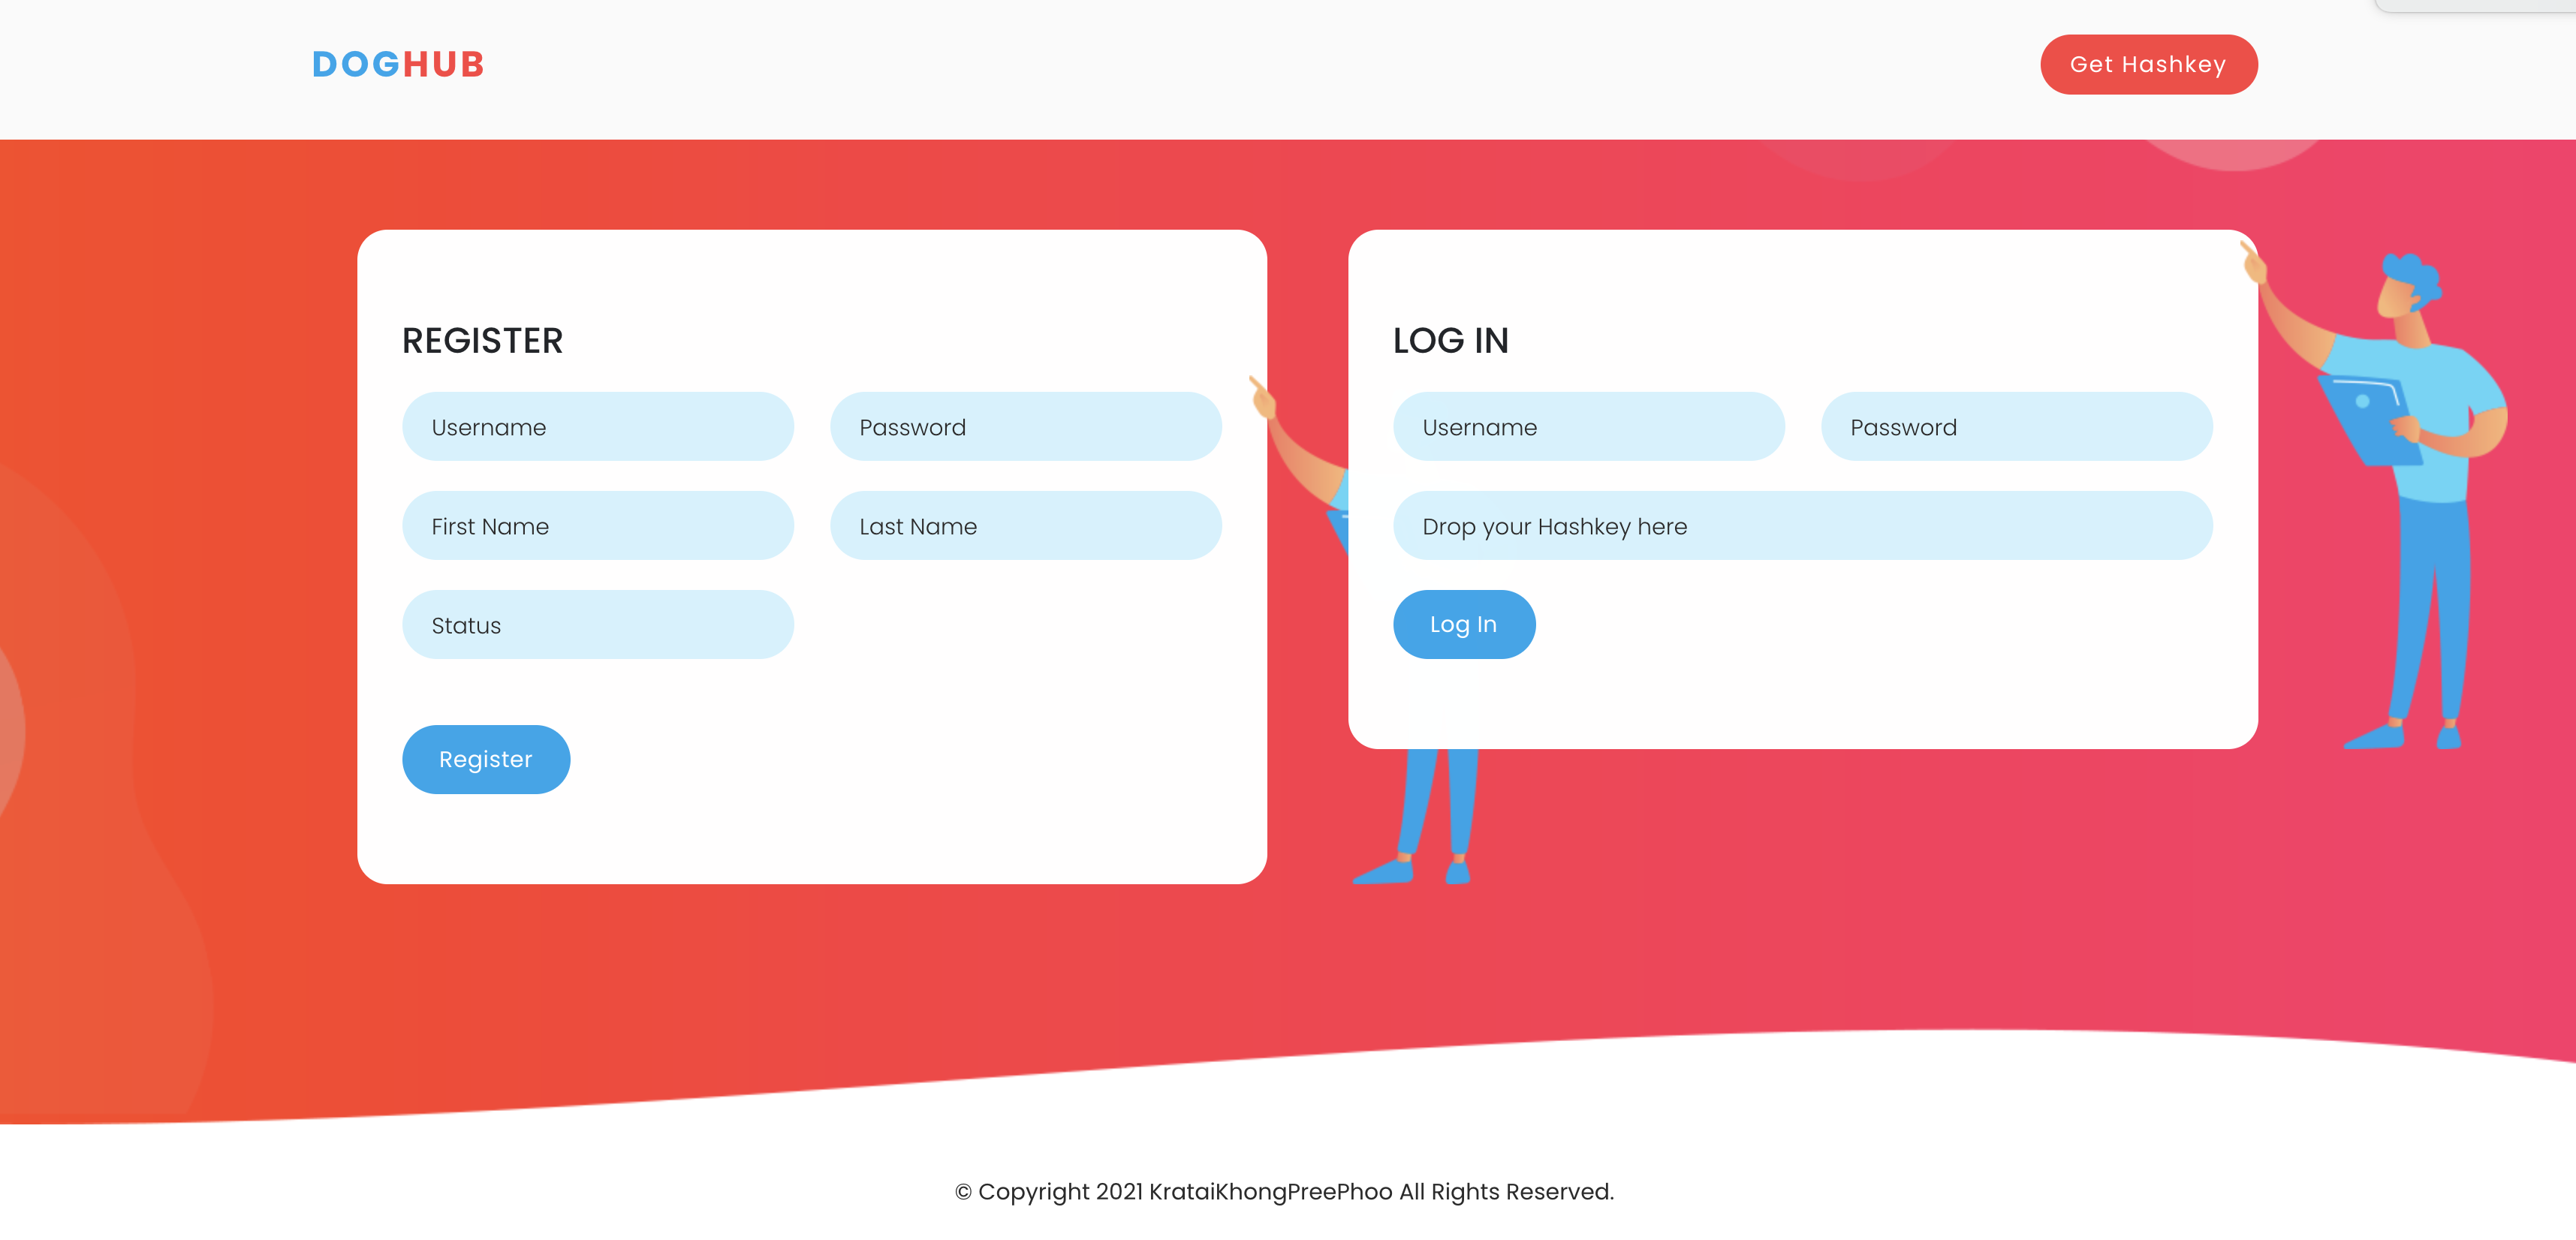 DOGHUB
Get Hashkey
REGISTER
Username
Password
First Name
Last Name
Status
Register
LOG IN
Username
Password
Drop your Hashkey here
Log In
© Copyright 2021 KrataiKhongPreePhoo All Rights Reserved.